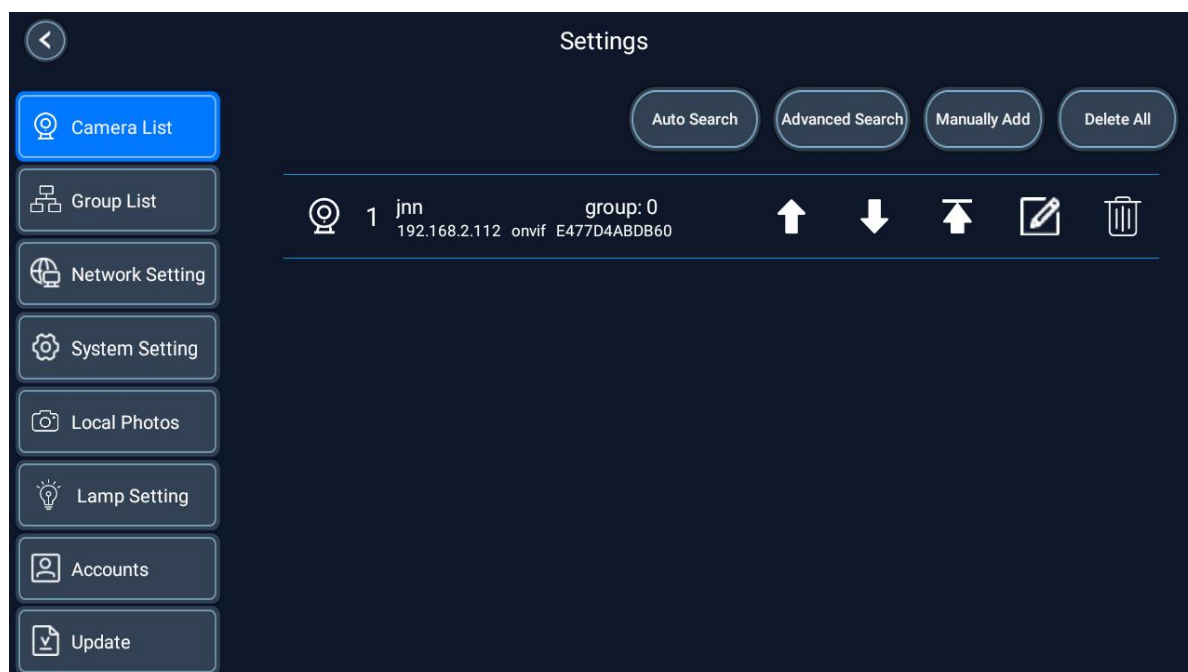 Settings
Auto Search
Advanced Search
Manually Add
Delete All
Camera List
Group List
Network Setting
System Setting
Local Photos
Lamp Setting
Accounts
Update
1 jnn group: 0
192.168.2.112 onvif E477D4ABDB60